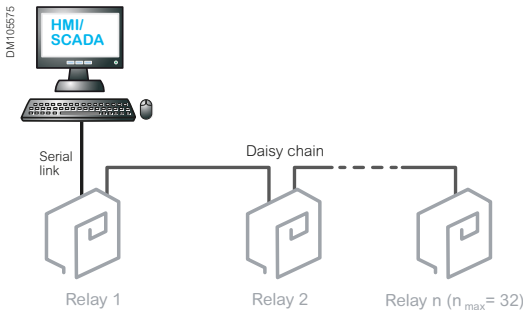 DM105575
HMI/
SCADA
Serial
link
Daisy chain
Relay 1
Relay 2
Relay n (n max= 32)